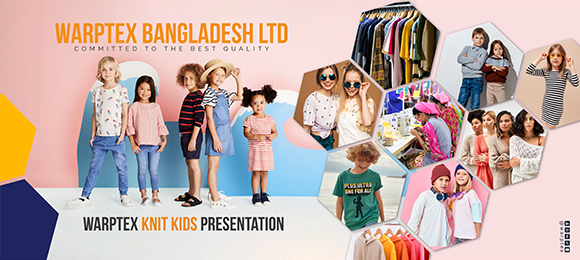 WARPTEX BANGLADESH LTD
COMMITTED TO THE BEST QUALITY
PLUS ULTRA
ONE FOR ALL
WARPTEX KNIT KIDS PRESENTATION